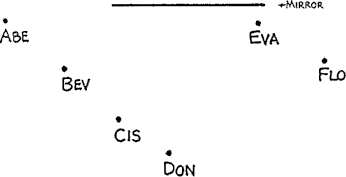 ←MIRROR
ABE
EVA
BEV
FLO
CIS
DON